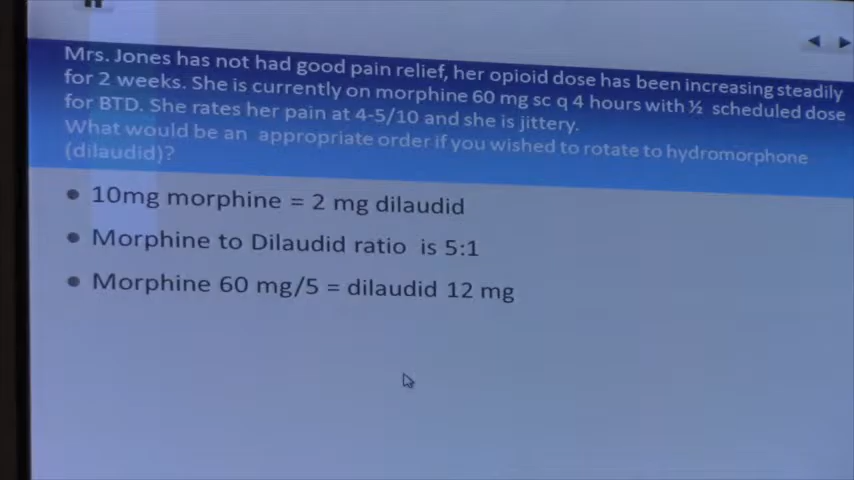 Mrs. Jones has not had good pain relief, her opioid dose has been increasing steadily
for 2 weeks. She is currently on morphine 60 mg sc q 4 hours with ½ scheduled dose
for BTD. She rates her pain at 4-5/10 and she is jittery.
What would be an appropriate order if you wished to rotate to hydromorphone
(dilaudid)?
• 10mg morphine = 2 mg dilaudid
• Morphine to Dilaudid ratio is 5:1
• Morphine 60 mg/5 = dilaudid 12 mg